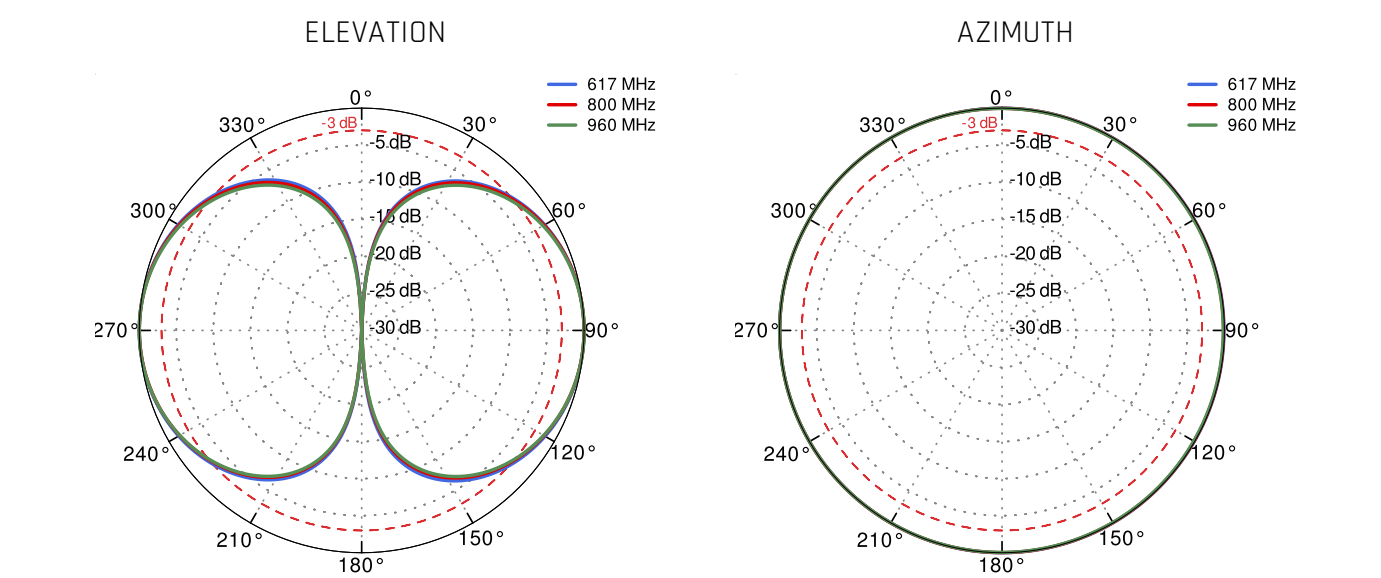 ELEVATION
617 MHz
800 MHz
960 MHz
0°
330°
-3 dB
30°
-5 dB
-10 dB
300°
-15 dB
60°
-20 dB
-25 dB
270°
-30 dB
90°
240°
120°
210°
150°
180°
AZIMUTH
617 MHz
800 MHz
960 MHz
0°
330°
-3 dB
30°
-5 dB
-10 dB
300°
-15 dB
60°
-20 dB
-25 dB
270°
-30 dB
90°
240°
120°
210°
150°
180°